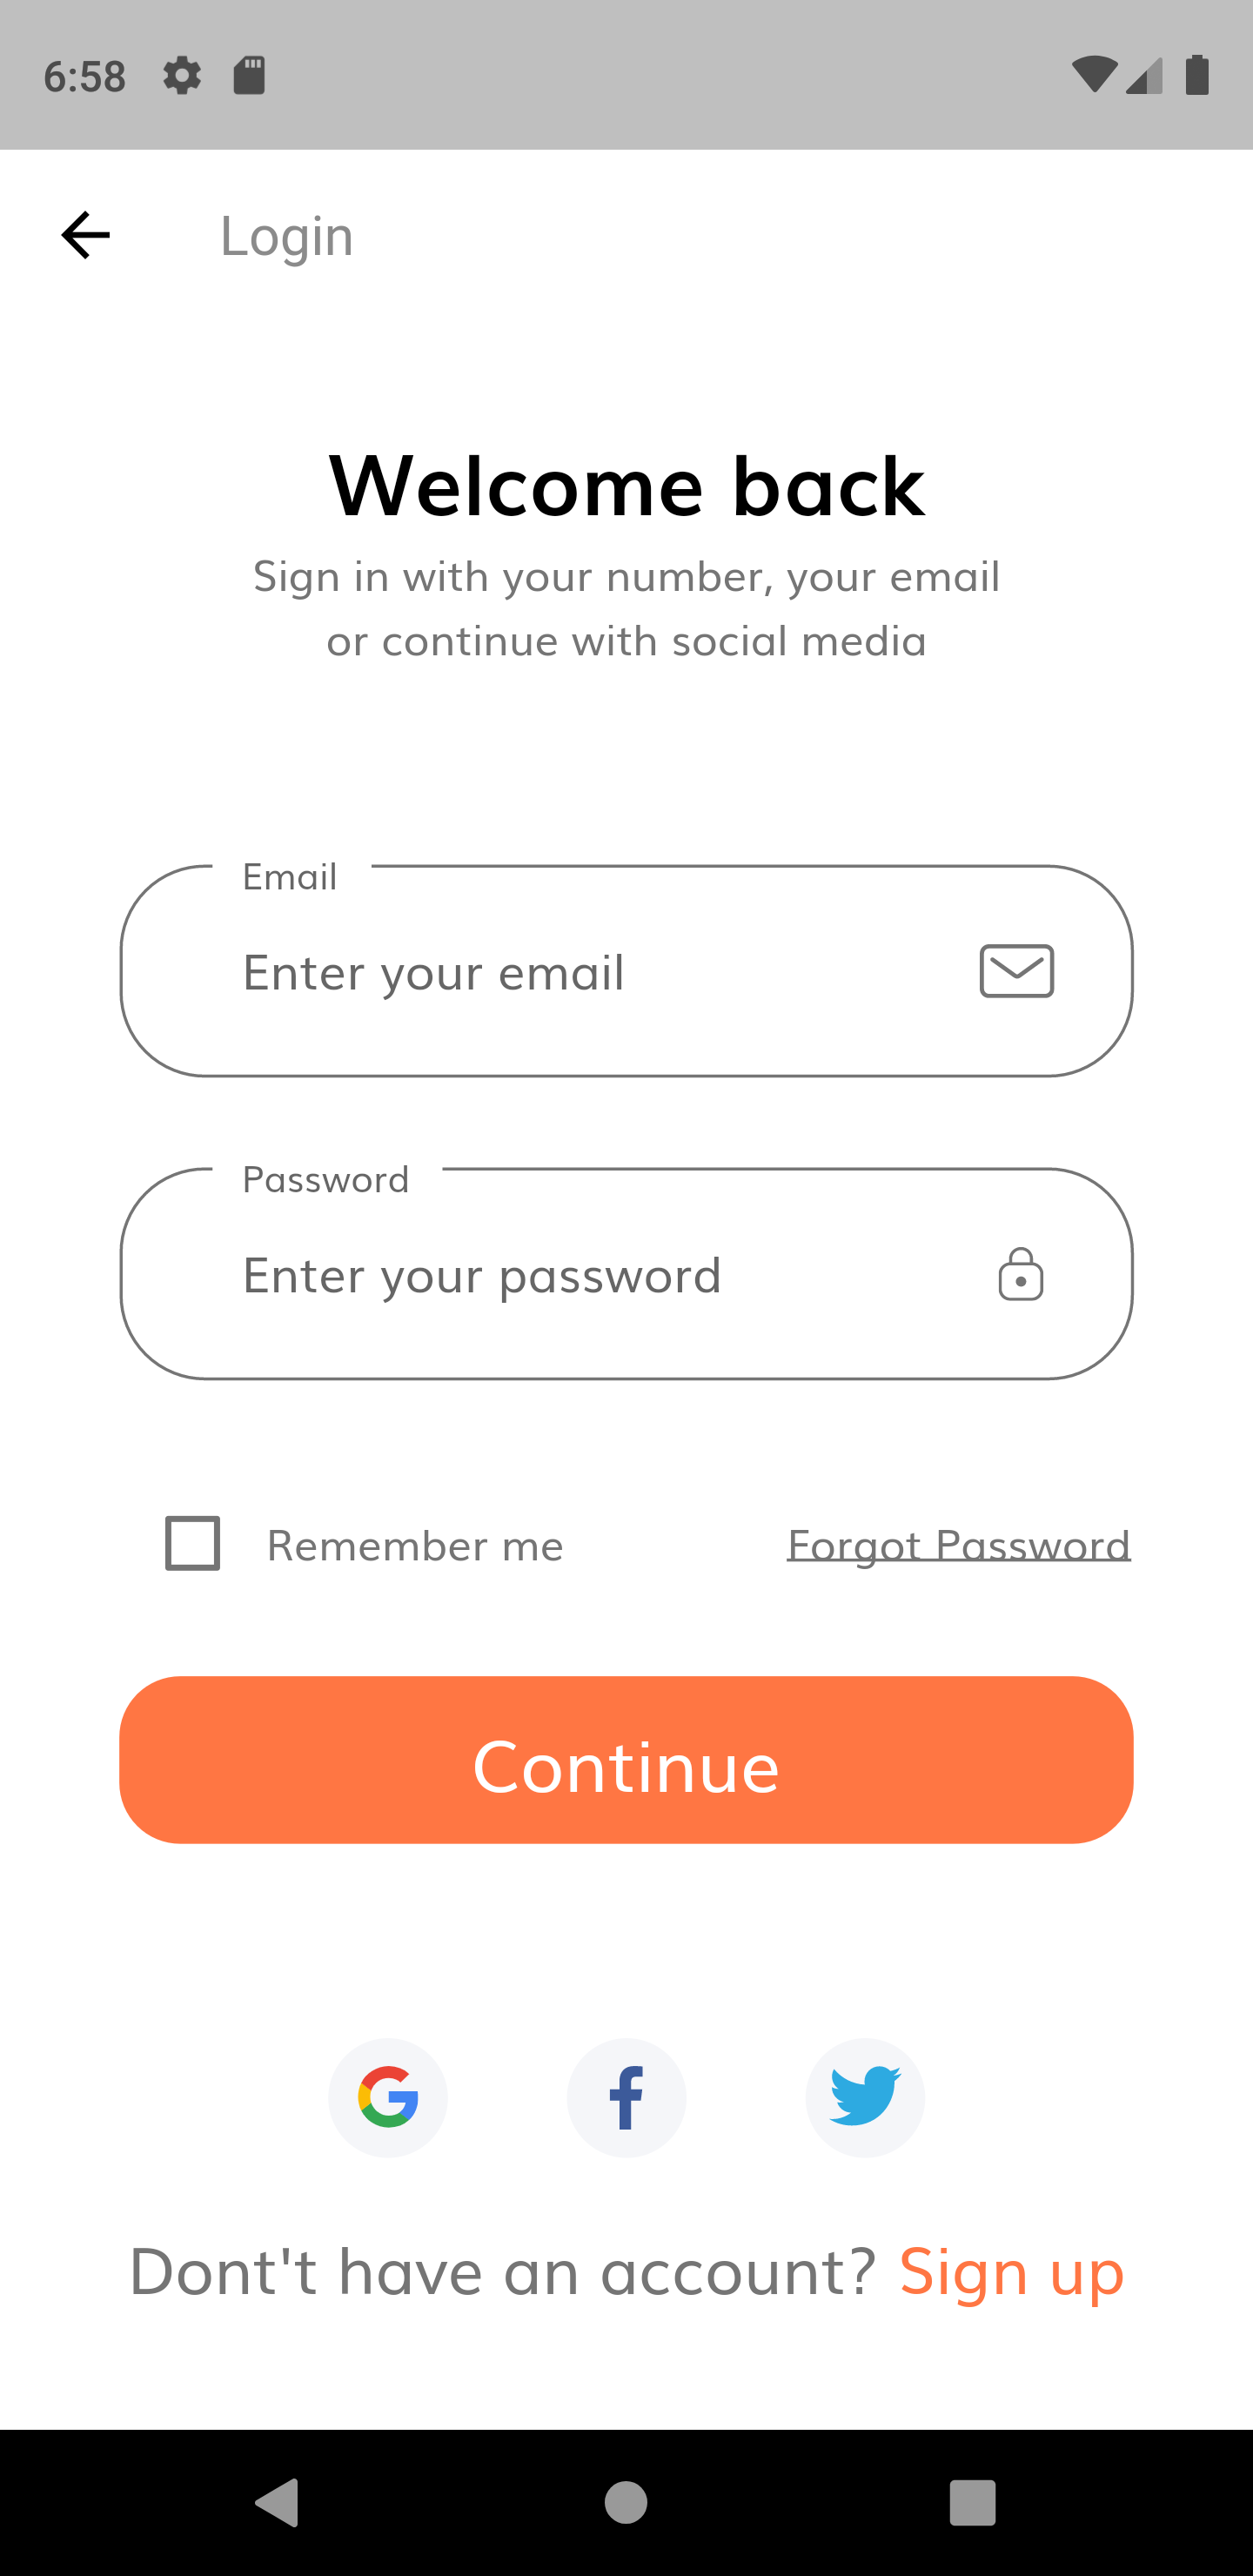 6:58
Login
Welcome back
Sign in with your number, your email
or continue with social media
Email
Enter your email
Password
Enter your password
Remember me
Forgot Password
Continue
Dont't have an account? Sign up